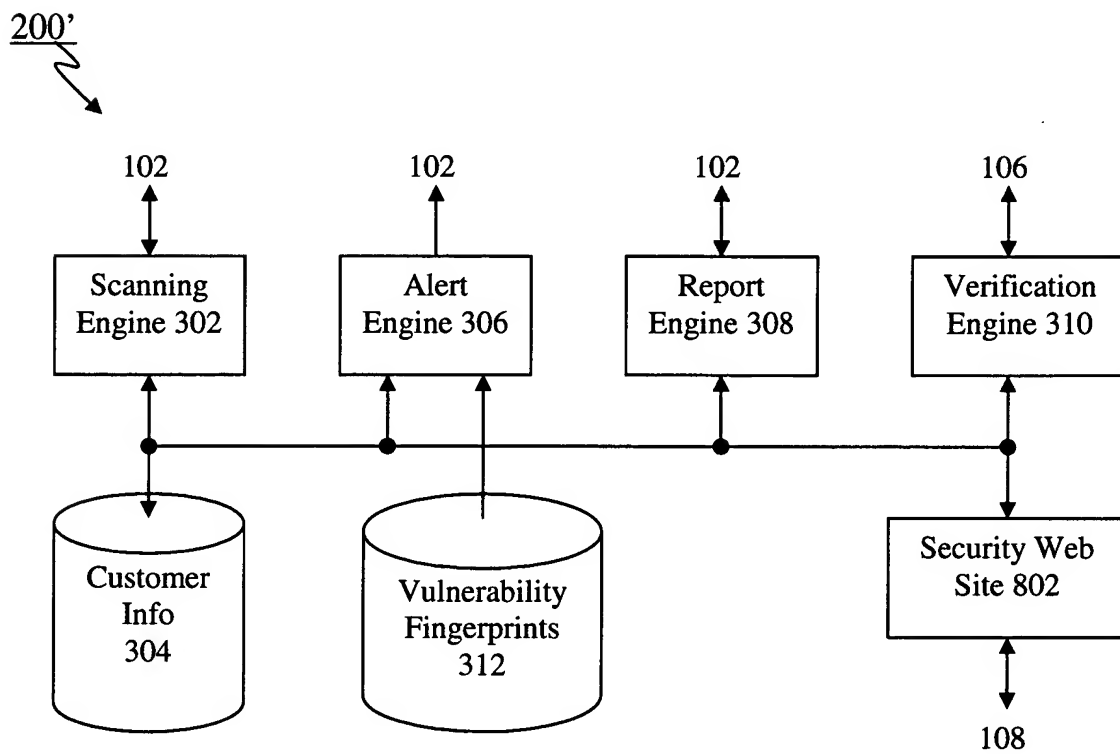 200'
102
102
102
106
Scanning
Engine 302
Alert
Engine 306
Report
Engine 308
Verification
Engine 310
Customer
Info
304
Vulnerability
Fingerprints
312
Security Web
Site 802
108